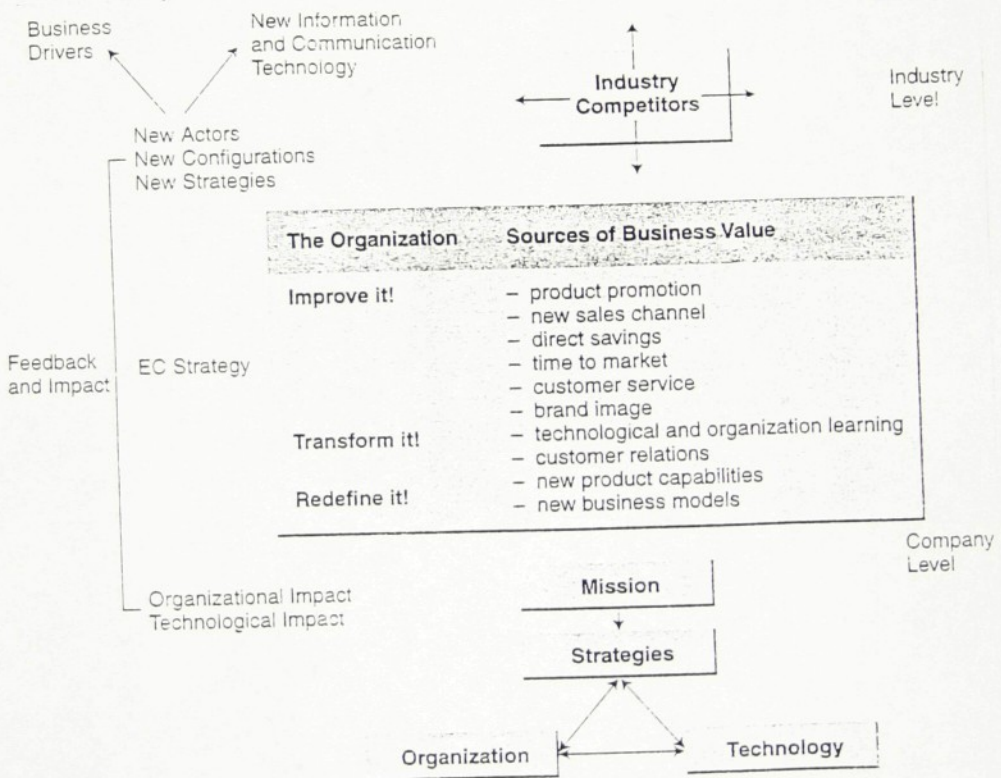 Business
Drivers
New Information
and Communication
Technology
Industry
Competitors
Industry
Level
New Actors
New Configurations
New Strategies
The Organization Sources of Business Value
Improve it!
– product promotion
– new sales channel
– direct savings
– time to market
– customer service
– brand image
Transform it!
– technological and organization learning
– customer relations
Redefine it!
– new product capabilities
– new business models
Feedback
and Impact
EC Strategy
Company
Level
Organizational Impact
Technological Impact
Mission
Strategies
Organization
Technology